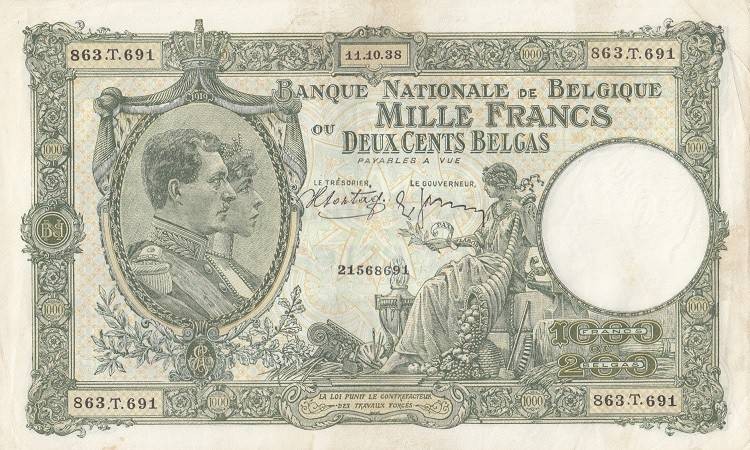 863.T.691
11.10.38
1000
863.T.691
1919
BANQUE NATIONALE DE BELGIQUE
MILLE FRANCS
OU DEUX CENTS BELGAS
PAYABLES A VUE
LE TRÉSORIER,
LE GOUVERNEUR,
1000
1000
PAX
21568691
1000
1000
1000
FRANCS
200
BELGAS
863.T.691
1000
LA LOI PUNIT LE CONTREFACTEUR
DES TRAVAUX FORCÉS
1000
863.T.691